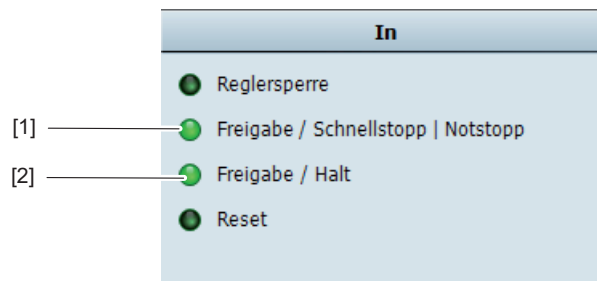 In
Reglersperre
[1] Freigabe / Schnellstopp | Notstopp
[2] Freigabe / Halt
Reset